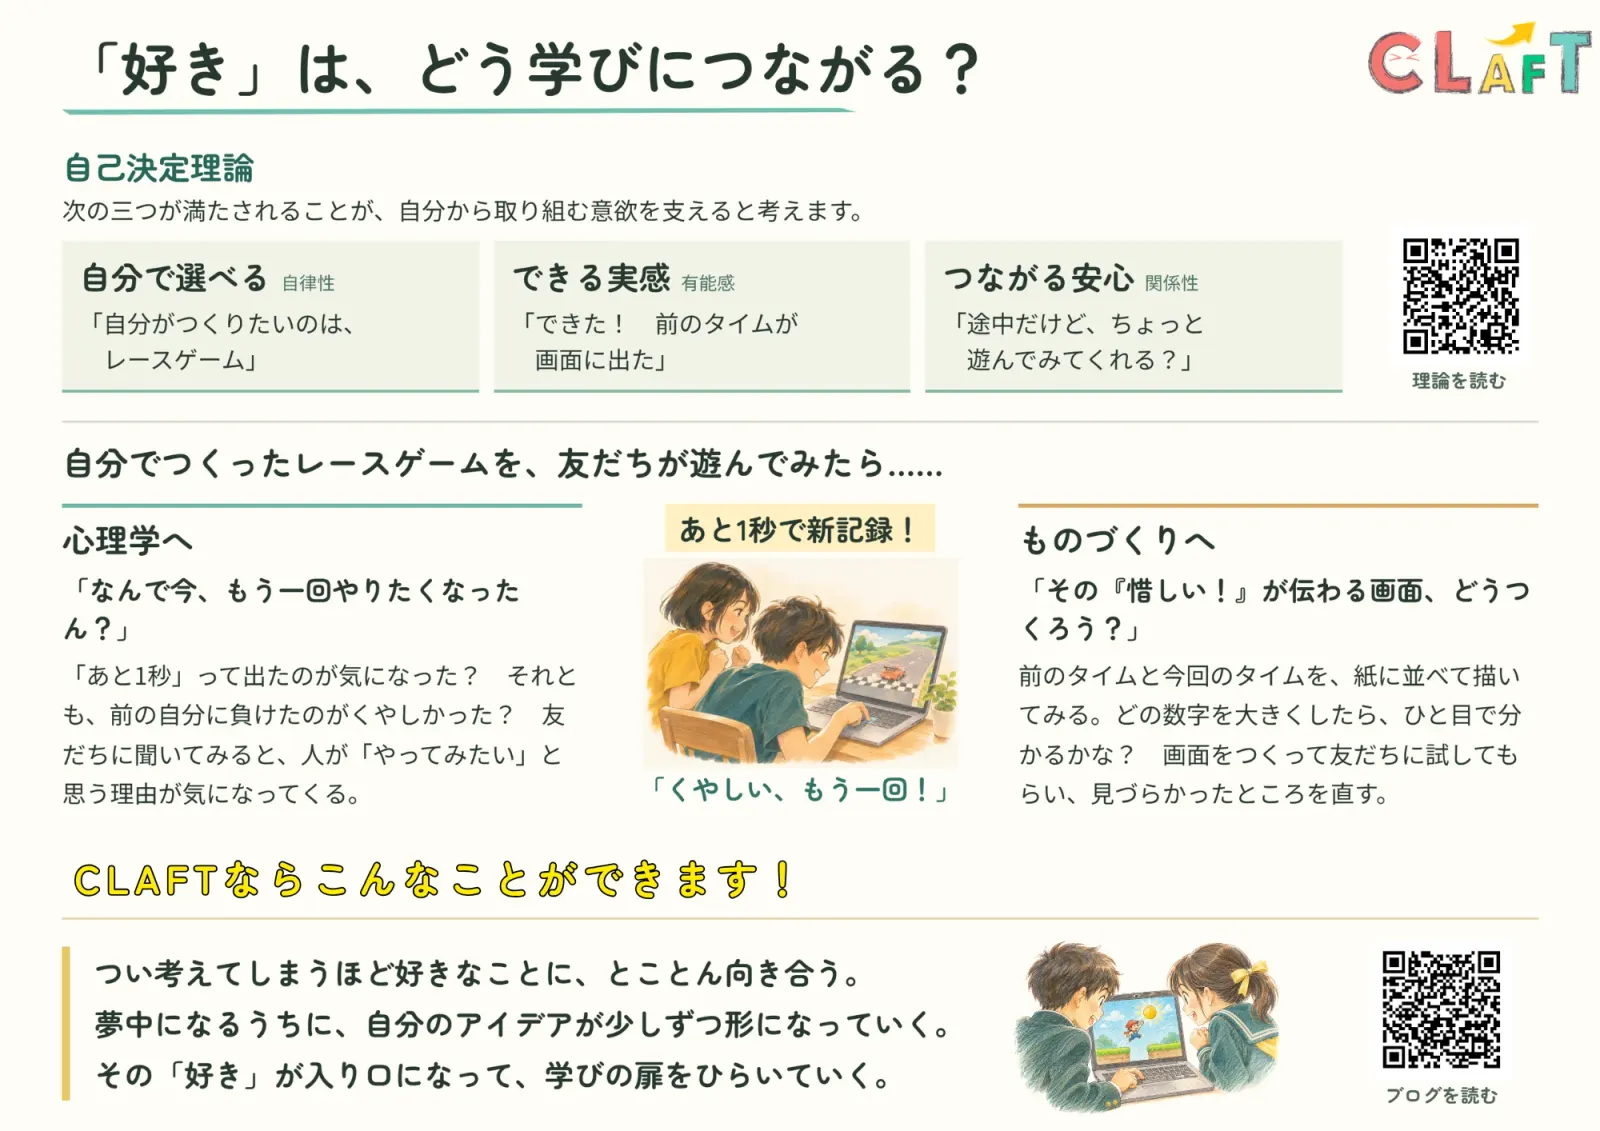 「好き」は、どう学びにつながる？
CLAFT
自己決定理論
次の三つが満たされることが、自分から取り組む意欲を支えると考えます。
自分で選べる 自律性
「自分がつくりたいのは、
レースゲーム」
できる実感 有能感
「できた！　前のタイムが
画面に出た」
つながる安心 関係性
「途中だけど、ちょっと
遊んでみてくれる？」
理論を読む
自分でつくったレースゲームを、友だちが遊んでみたら……
心理学へ
「なんで今、もう一回やりたくなった
ん？」
「あと1秒」って出たのが気になった？　それと
も、前の自分に負けたのがくやしかった？　友
だちに聞いてみると、人が「やってみたい」と
思う理由が気になってくる。
あと1秒で新記録！
「くやしい、もう一回！」
ものづくりへ
「その『惜しい！』が伝わる画面、どうつ
くろう？」
前のタイムと今回のタイムを、紙に並べて描い
てみる。どの数字を大きくしたら、ひと目で分
かるかな？　画面をつくって友だちに試しても
らい、見づらかったところを直す。
CLAFTならこんなことができます！
つい考えてしまうほど好きなことに、とことん向き合う。
夢中になるうちに、自分のアイデアが少しずつ形になっていく。
その「好き」が入り口になって、学びの扉をひらいていく。
ブログを読む